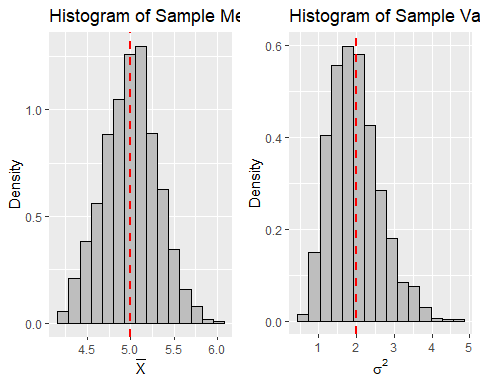 Histogram of Sample Me
Density
1.0
0.5
0.0
4.5 5.0 5.5 6.0
X̅
Histogram of Sample Va
Density
0.6
0.4
0.2
0.0
1 2 3 4 5
σ²